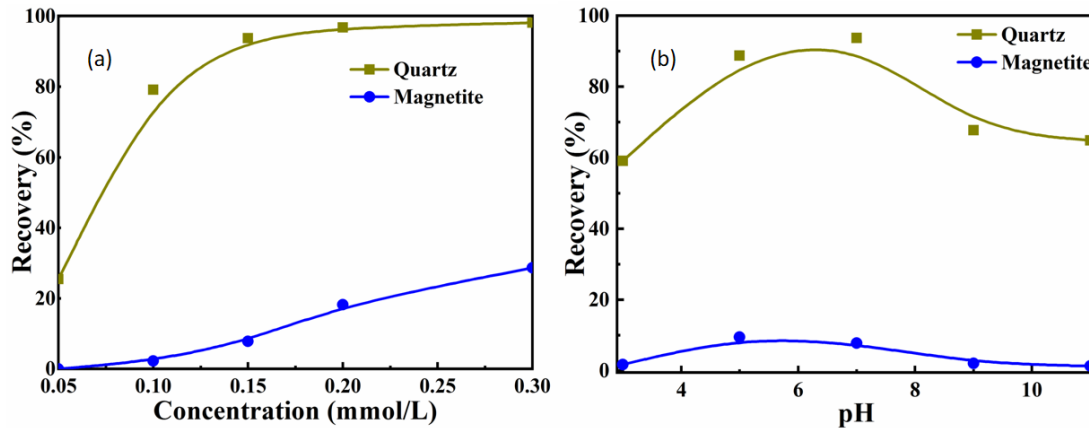 (a)
Quartz
Magnetite
Recovery (%)
100
80
60
40
20
0
0.05
0.10
0.15
0.20
0.25
0.30
Concentration (mmol/L)
(b)
Quartz
Magnetite
Recovery (%)
100
80
60
40
20
0
4
6
8
10
pH